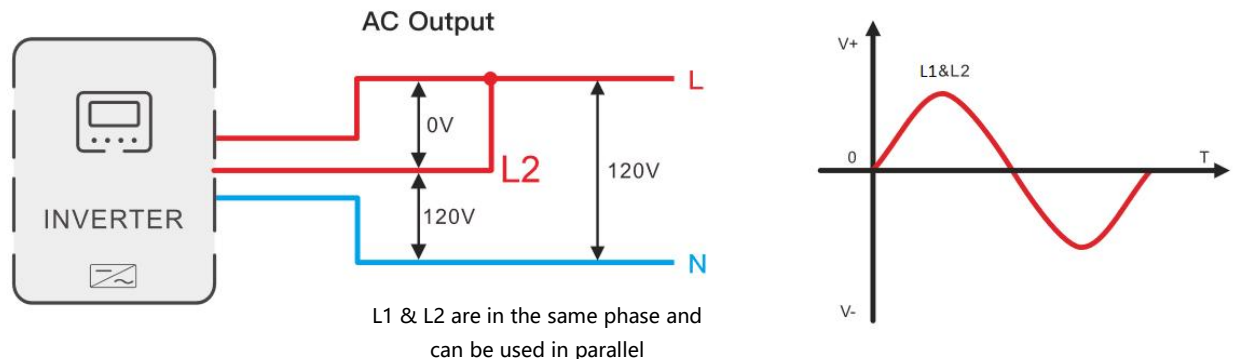 AC Output
INVERTER
L
0V
L2
120V
120V
N
L1 & L2 are in the same phase and
can be used in parallel
V+
L1&L2
0
T
V-